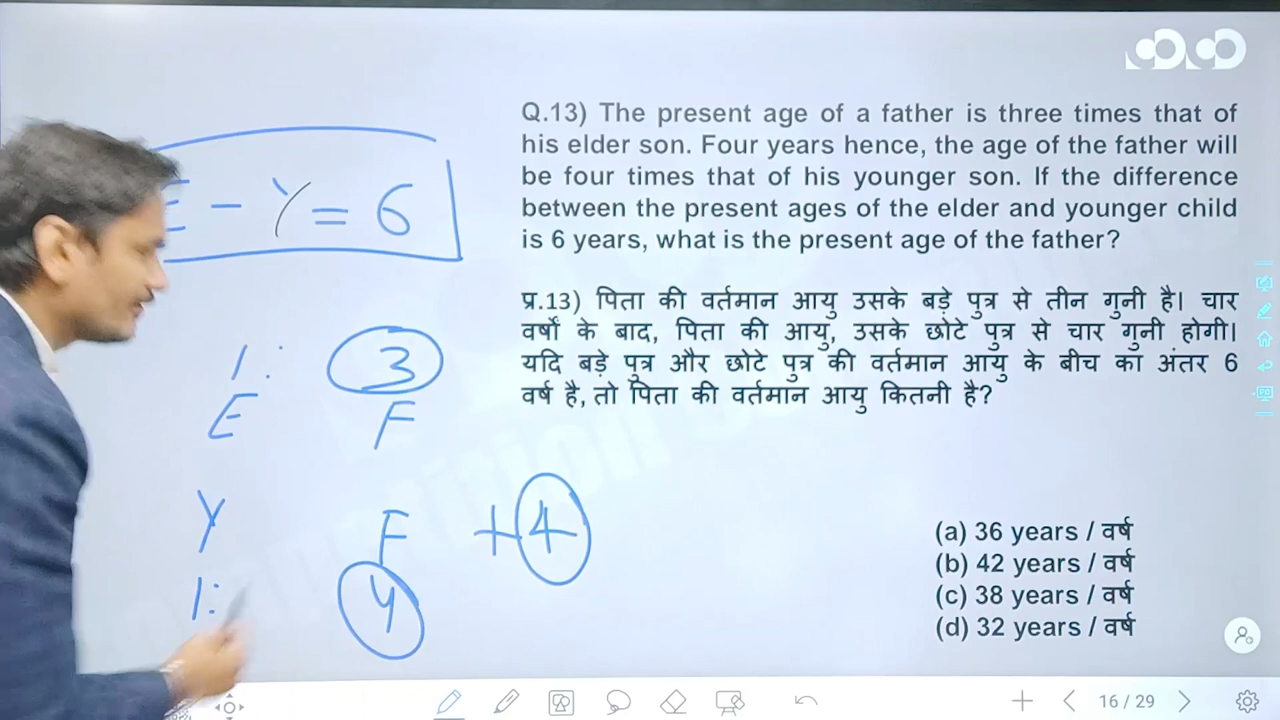 Q.13) The present age of a father is three times that of
his elder son. Four years hence, the age of the father will
be four times that of his younger son. If the difference
between the present ages of the elder and younger child
is 6 years, what is the present age of the father?
प्र.13) पिता की वर्तमान आयु उसके बड़े पुत्र से तीन गुनी है। चार
वर्षों के बाद, पिता की आयु, उसके छोटे पुत्र से चार गुनी होगी।
यदि बड़े पुत्र और छोटे पुत्र की वर्तमान आयु के बीच का अंतर 6
वर्ष है, तो पिता की वर्तमान आयु कितनी है?
(a) 36 years / वर्ष
(b) 42 years / वर्ष
(c) 38 years / वर्ष
(d) 32 years / वर्ष
E - Y = 6
1 : 3
E F
Y F +4
1: 4
16 / 29